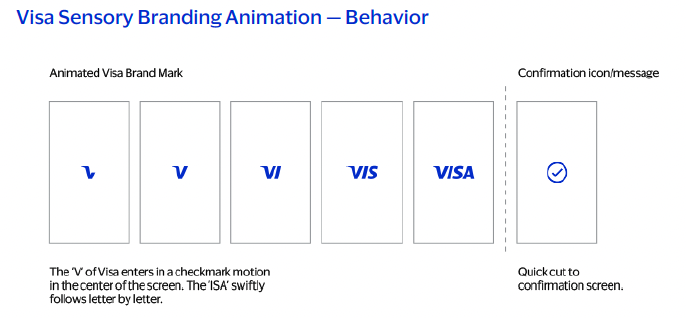 Visa Sensory Branding Animation — Behavior
Animated Visa Brand Mark
Confirmation icon/message
V
V
VI
VIS
VISA
The 'V' of Visa enters in a checkmark motion
in the center of the screen. The 'ISA' swiftly
follows letter by letter.
Quick cut to
confirmation screen.